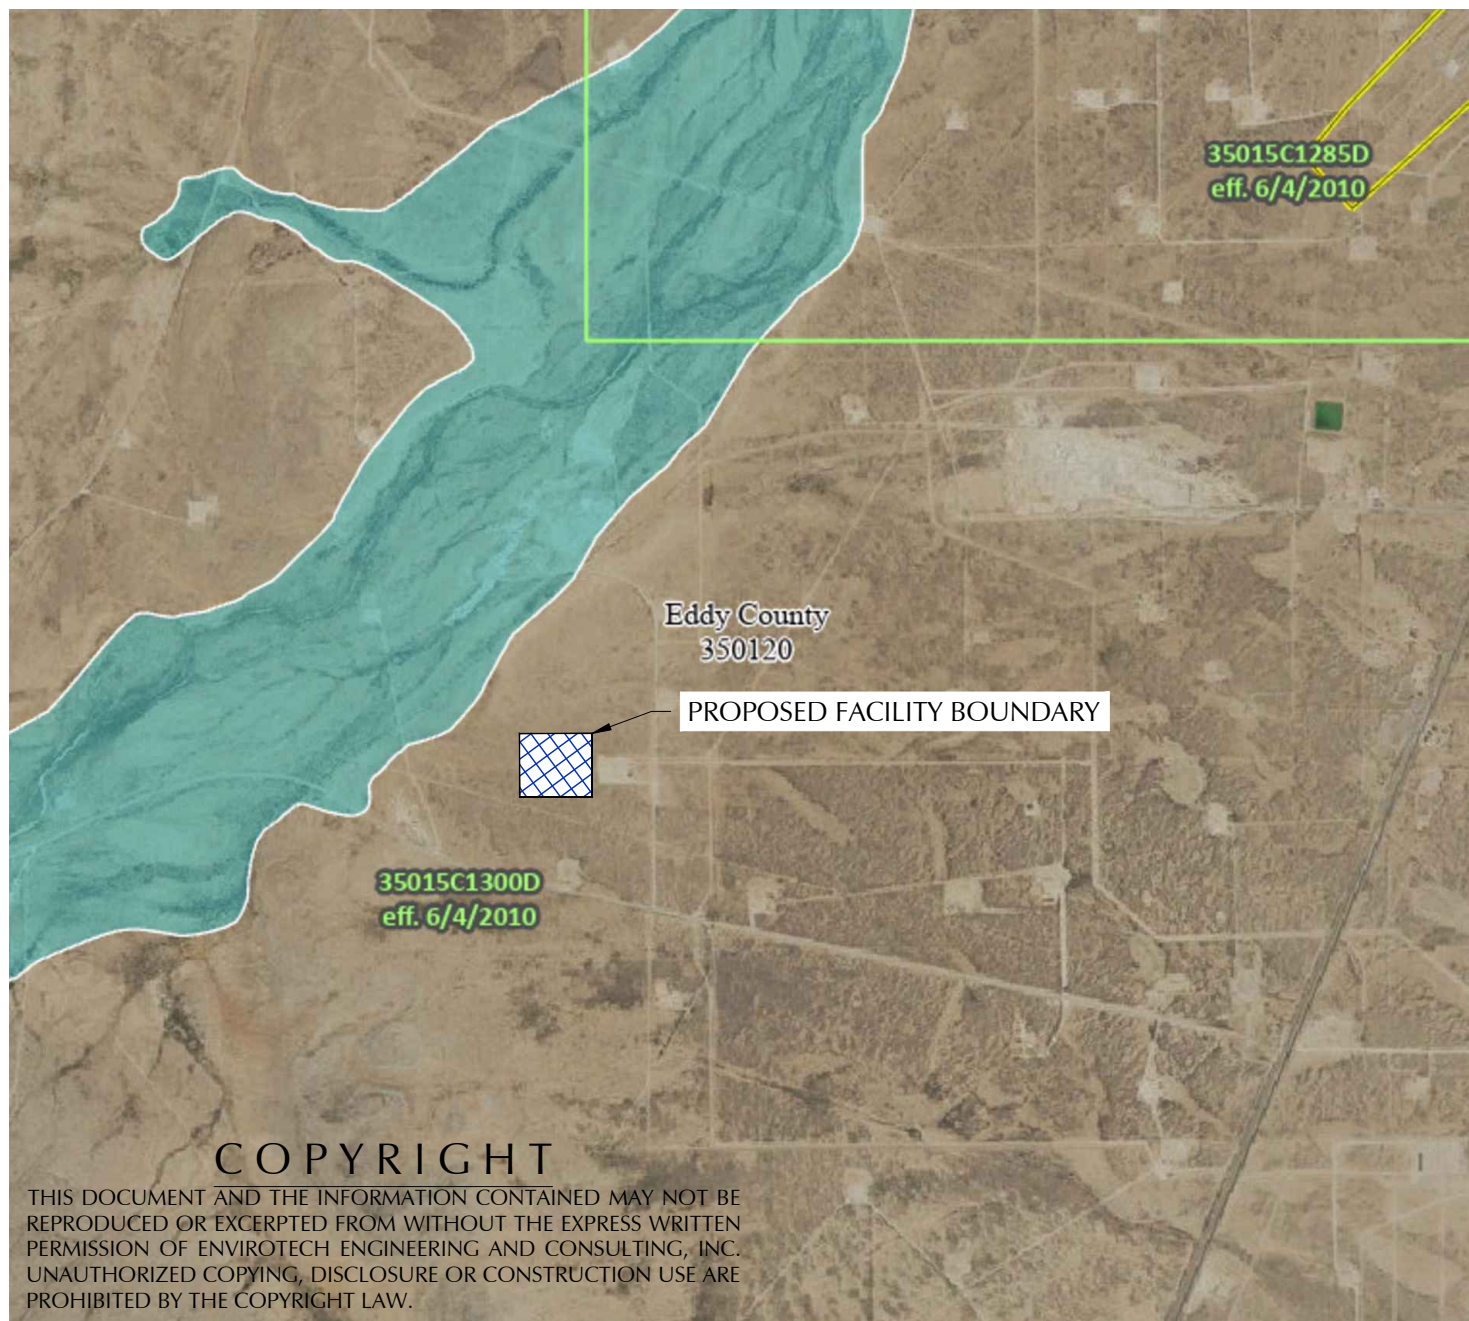 35015C1285D
eff. 6/4/2010
Eddy County
350120
PROPOSED FACILITY BOUNDARY
35015C1300D
eff. 6/4/2010
COPYRIGHT
THIS DOCUMENT AND THE INFORMATION CONTAINED MAY NOT BE
REPRODUCED OR EXCERPTED FROM WITHOUT THE EXPRESS WRITTEN
PERMISSION OF ENVIROTECH ENGINEERING AND CONSULTING, INC.
UNAUTHORIZED COPYING, DISCLOSURE OR CONSTRUCTION USE ARE
PROHIBITED BY THE COPYRIGHT LAW.